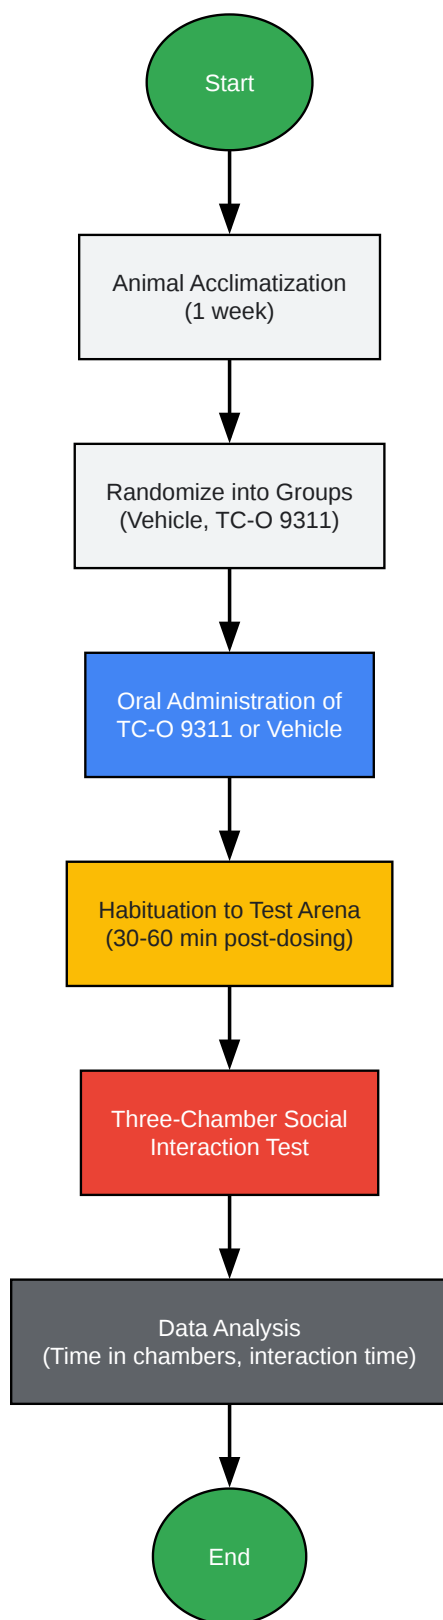 Start
Animal Acclimatization
(1 week)
Randomize into Groups
(Vehicle, TC-O 9311)
Oral Administration of
TC-O 9311 or Vehicle
Habituation to Test Arena
(30-60 min post-dosing)
Three-Chamber Social
Interaction Test
Data Analysis
(Time in chambers, interaction time)
End